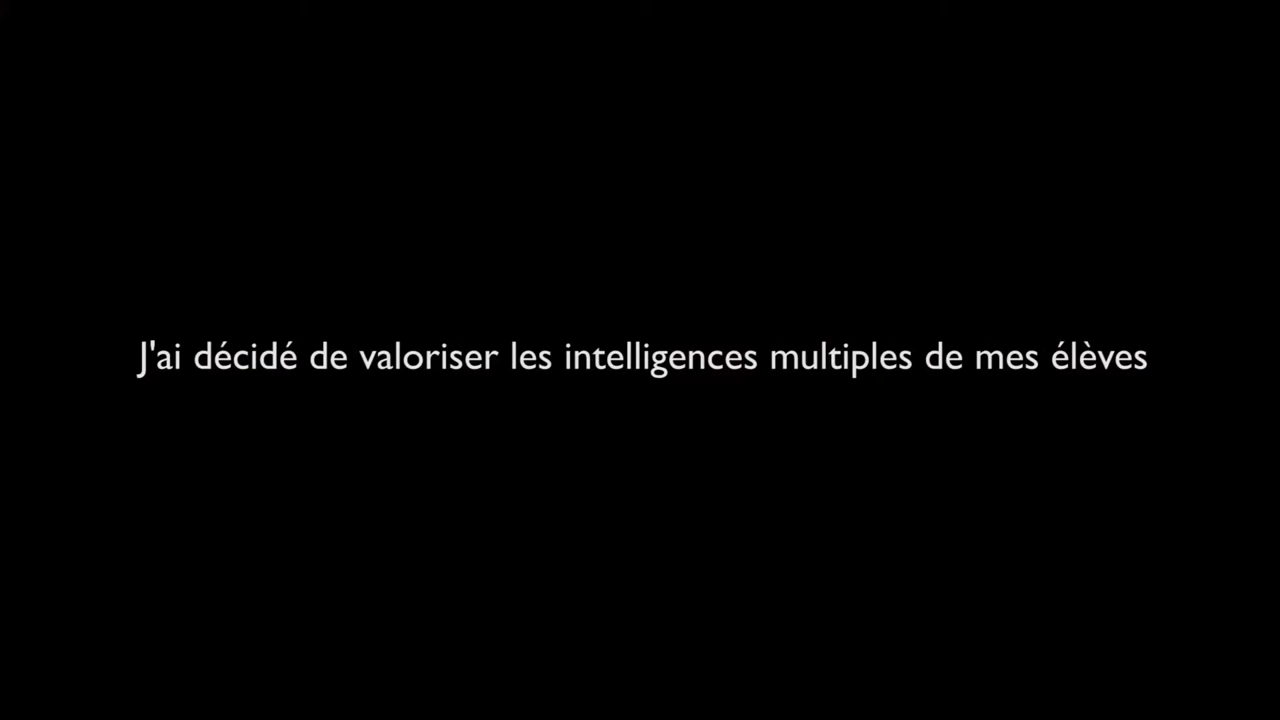 J'ai décidé de valoriser les intelligences multiples de mes élèves